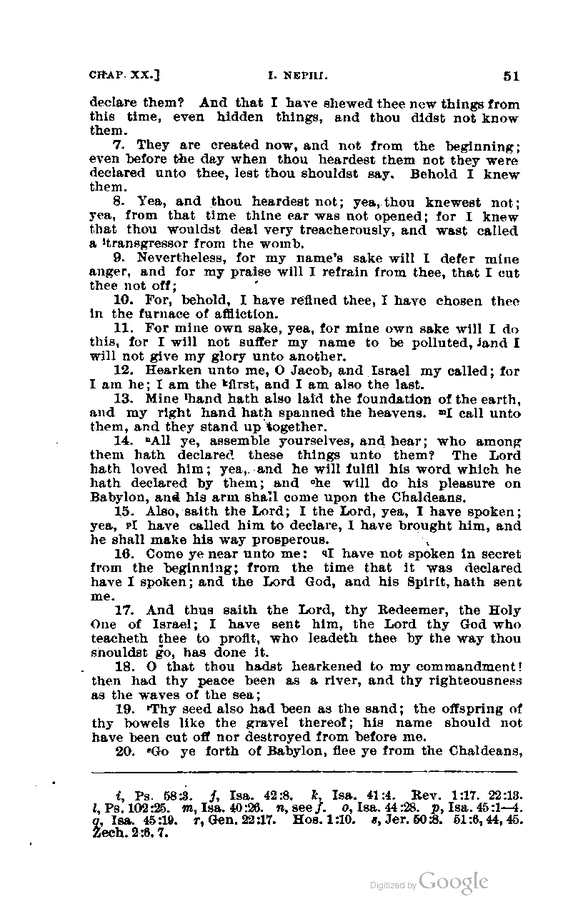 CHAP. XX.] I. NEPHI. 51
declare them? And that I have shewed thee new things from
this time, even hidden things, and thou didst not know
them.
7. They are created now, and not from the beginning;
even before the day when thou heardest them not they were
declared unto thee, lest thou shouldst say. Behold I knew
them.
8. Yea, and thou heardest not; yea, thou knewest not;
yea, from that time thine ear was not opened; for I knew
that thou wouldst deal very treacherously, and wast called
a ⁱtransgressor from the womb.
9. Nevertheless, for my name's sake will I defer mine
anger, and for my praise will I refrain from thee, that I cut
thee not off;
10. For, behold, I have refined thee, I have chosen thee
in the furnace of affliction.
11. For mine own sake, yea, for mine own sake will I do
this, for I will not suffer my name to be polluted, ʲand I
will not give my glory unto another.
12. Hearken unto me, O Jacob, and Israel my called; for
I am he; I am the ᵏfirst, and I am also the last.
13. Mine ˡhand hath also laid the foundation of the earth,
and my right hand hath spanned the heavens. ᵐI call unto
them, and they stand up together.
14. ⁿAll ye, assemble yourselves, and hear; who among
them hath declared these things unto them? The Lord
hath loved him; yea, and he will fulfil his word which he
hath declared by them; and ᵒhe will do his pleasure on
Babylon, and his arm shall come upon the Chaldeans.
15. Also, saith the Lord; I the Lord, yea, I have spoken;
yea, ᵖI have called him to declare, I have brought him, and
he shall make his way prosperous.
16. Come ye near unto me: qI have not spoken in secret
from the beginning; from the time that it was declared
have I spoken; and the Lord God, and his Spirit, hath sent
me.
17. And thus saith the Lord, thy Redeemer, the Holy
One of Israel; I have sent him, the Lord thy God who
teacheth thee to profit, who leadeth thee by the way thou
shouldst go, has done it.
18. O that thou hadst hearkened to my commandment!
then had thy peace been as a river, and thy righteousness
as the waves of the sea;
19. ʳThy seed also had been as the sand; the offspring of
thy bowels like the gravel thereof; his name should not
have been cut off nor destroyed from before me.
20. ˢGo ye forth of Babylon, flee ye from the Chaldeans,
i, Ps. 58:3. j, Isa. 42:8. k, Isa. 41:4. Rev. 1:17. 22:13.
l, Ps. 102:25. m, Isa. 40:26. n, see j. o, Isa. 44:28. p, Isa. 45:1—4.
q, Isa. 45:19. r, Gen. 22:17. Hos. 1:10. s, Jer. 50:8. 51:6, 44, 45.
Zech. 2:6, 7.
Digitized by Google